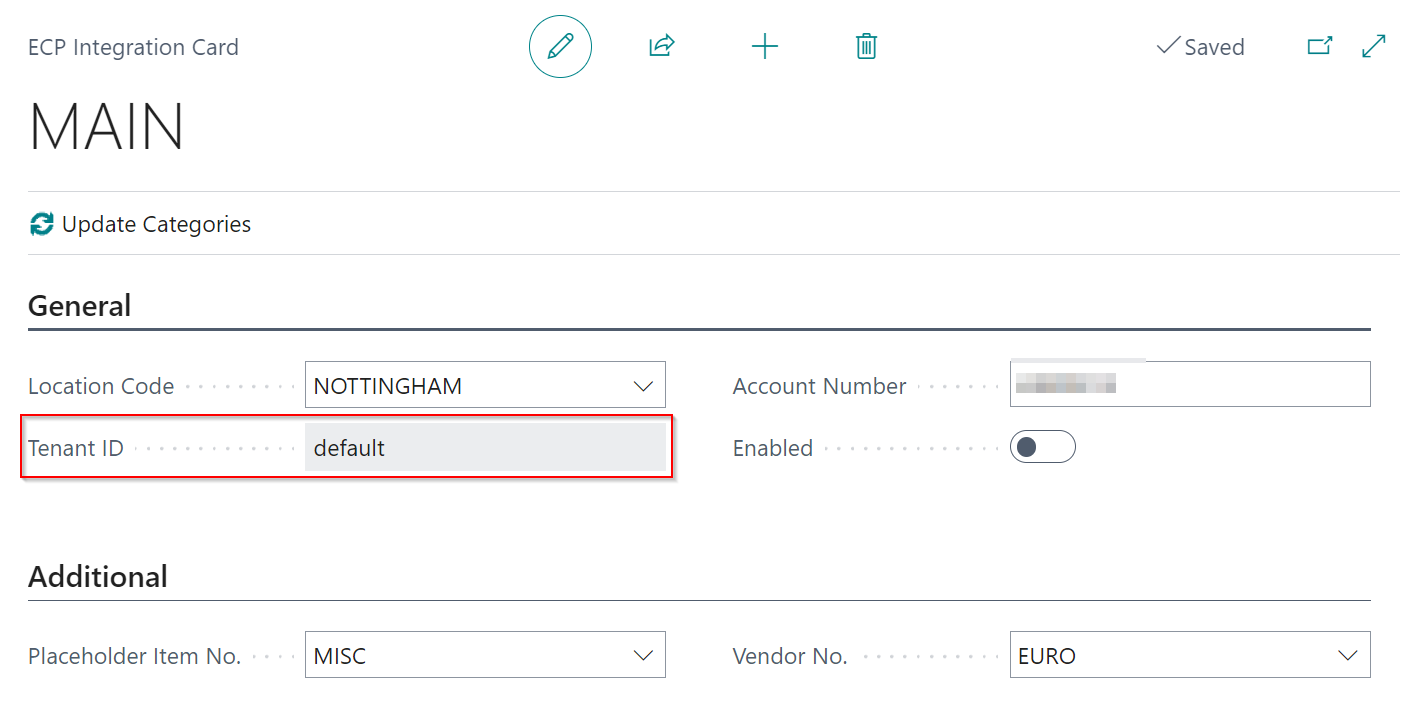 ECP Integration Card
Saved
MAIN
Update Categories
General
Location Code NOTTINGHAM Account Number
Tenant ID default Enabled
Additional
Placeholder Item No. MISC Vendor No. EURO